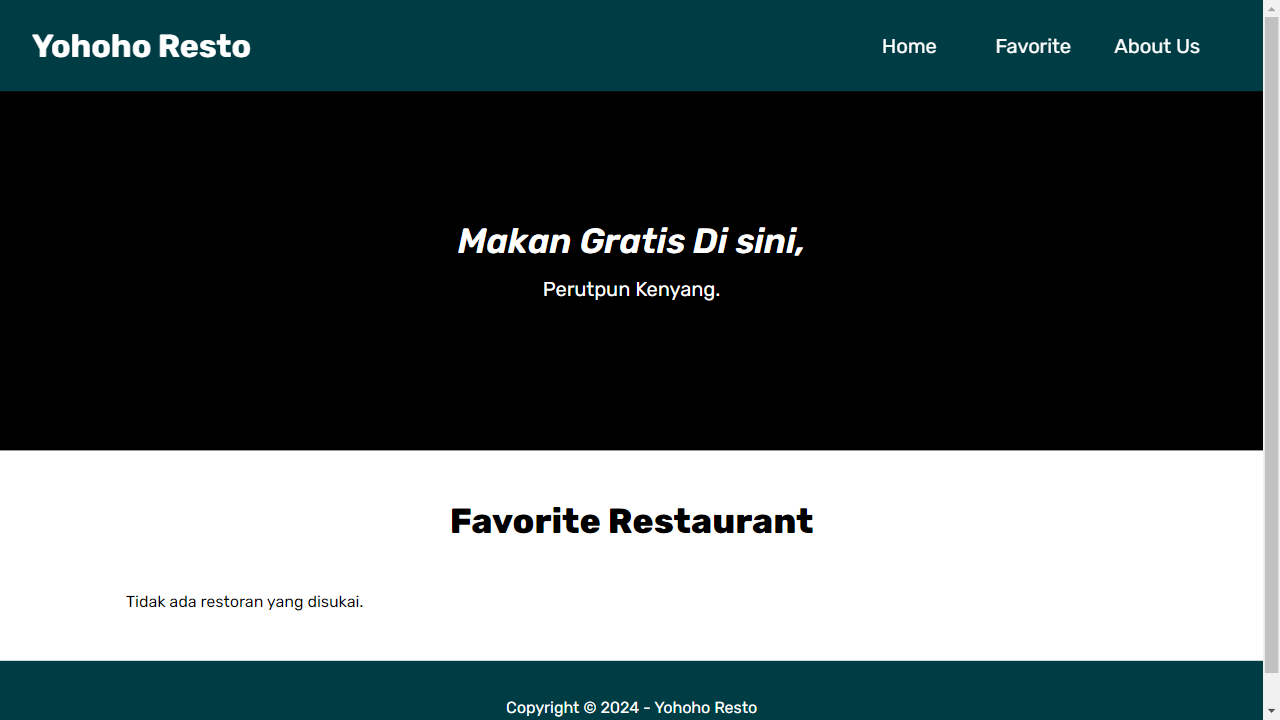 Yohoho Resto
Home Favorite About Us
Makan Gratis Di sini,
Perutpun Kenyang.
Favorite Restaurant
Tidak ada restoran yang disukai.
Copyright © 2024 - Yohoho Resto